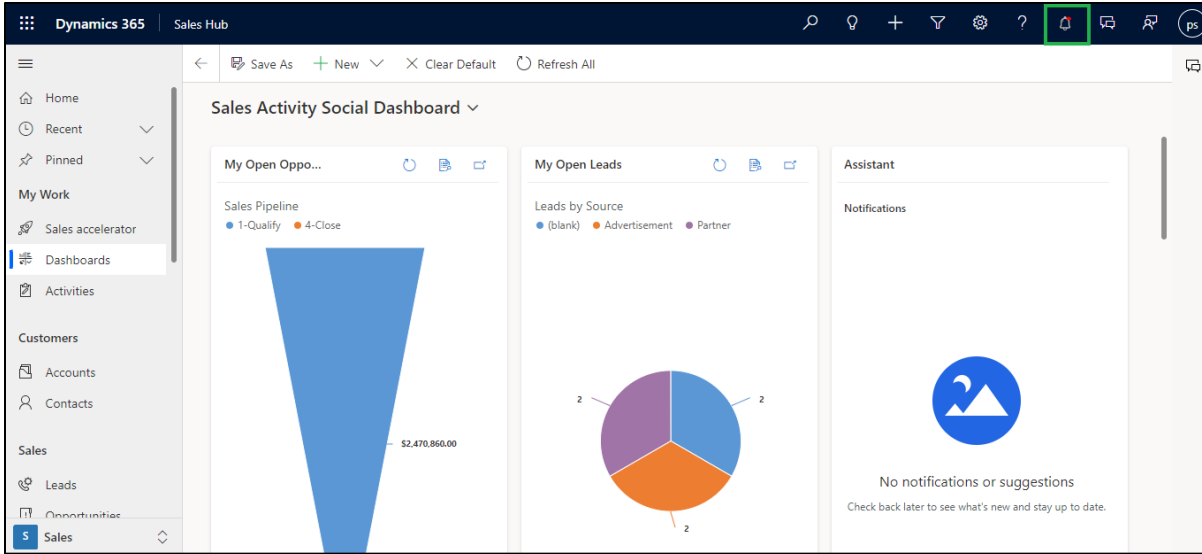 Dynamics 365 Sales Hub
ps
Save As New Clear Default Refresh All
Home
Recent
Pinned
My Work
Sales accelerator
Dashboards
Activities
Customers
Accounts
Contacts
Sales
Leads
Opportunities
S Sales
Sales Activity Social Dashboard
My Open Oppo...
Sales Pipeline
1-Qualify 4-Close
$2,470,860.00
My Open Leads
Leads by Source
(blank) Advertisement Partner
2
2
2
Assistant
Notifications
No notifications or suggestions
Check back later to see what's new and stay up to date.